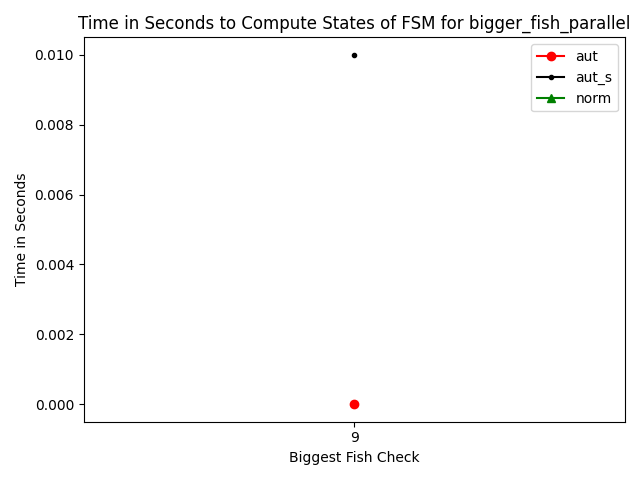 Time in Seconds to Compute States of FSM for bigger_fish_parallel
aut
aut_s
norm
0.010
0.008
0.006
0.004
0.002
0.000
Time in Seconds
9
Biggest Fish Check